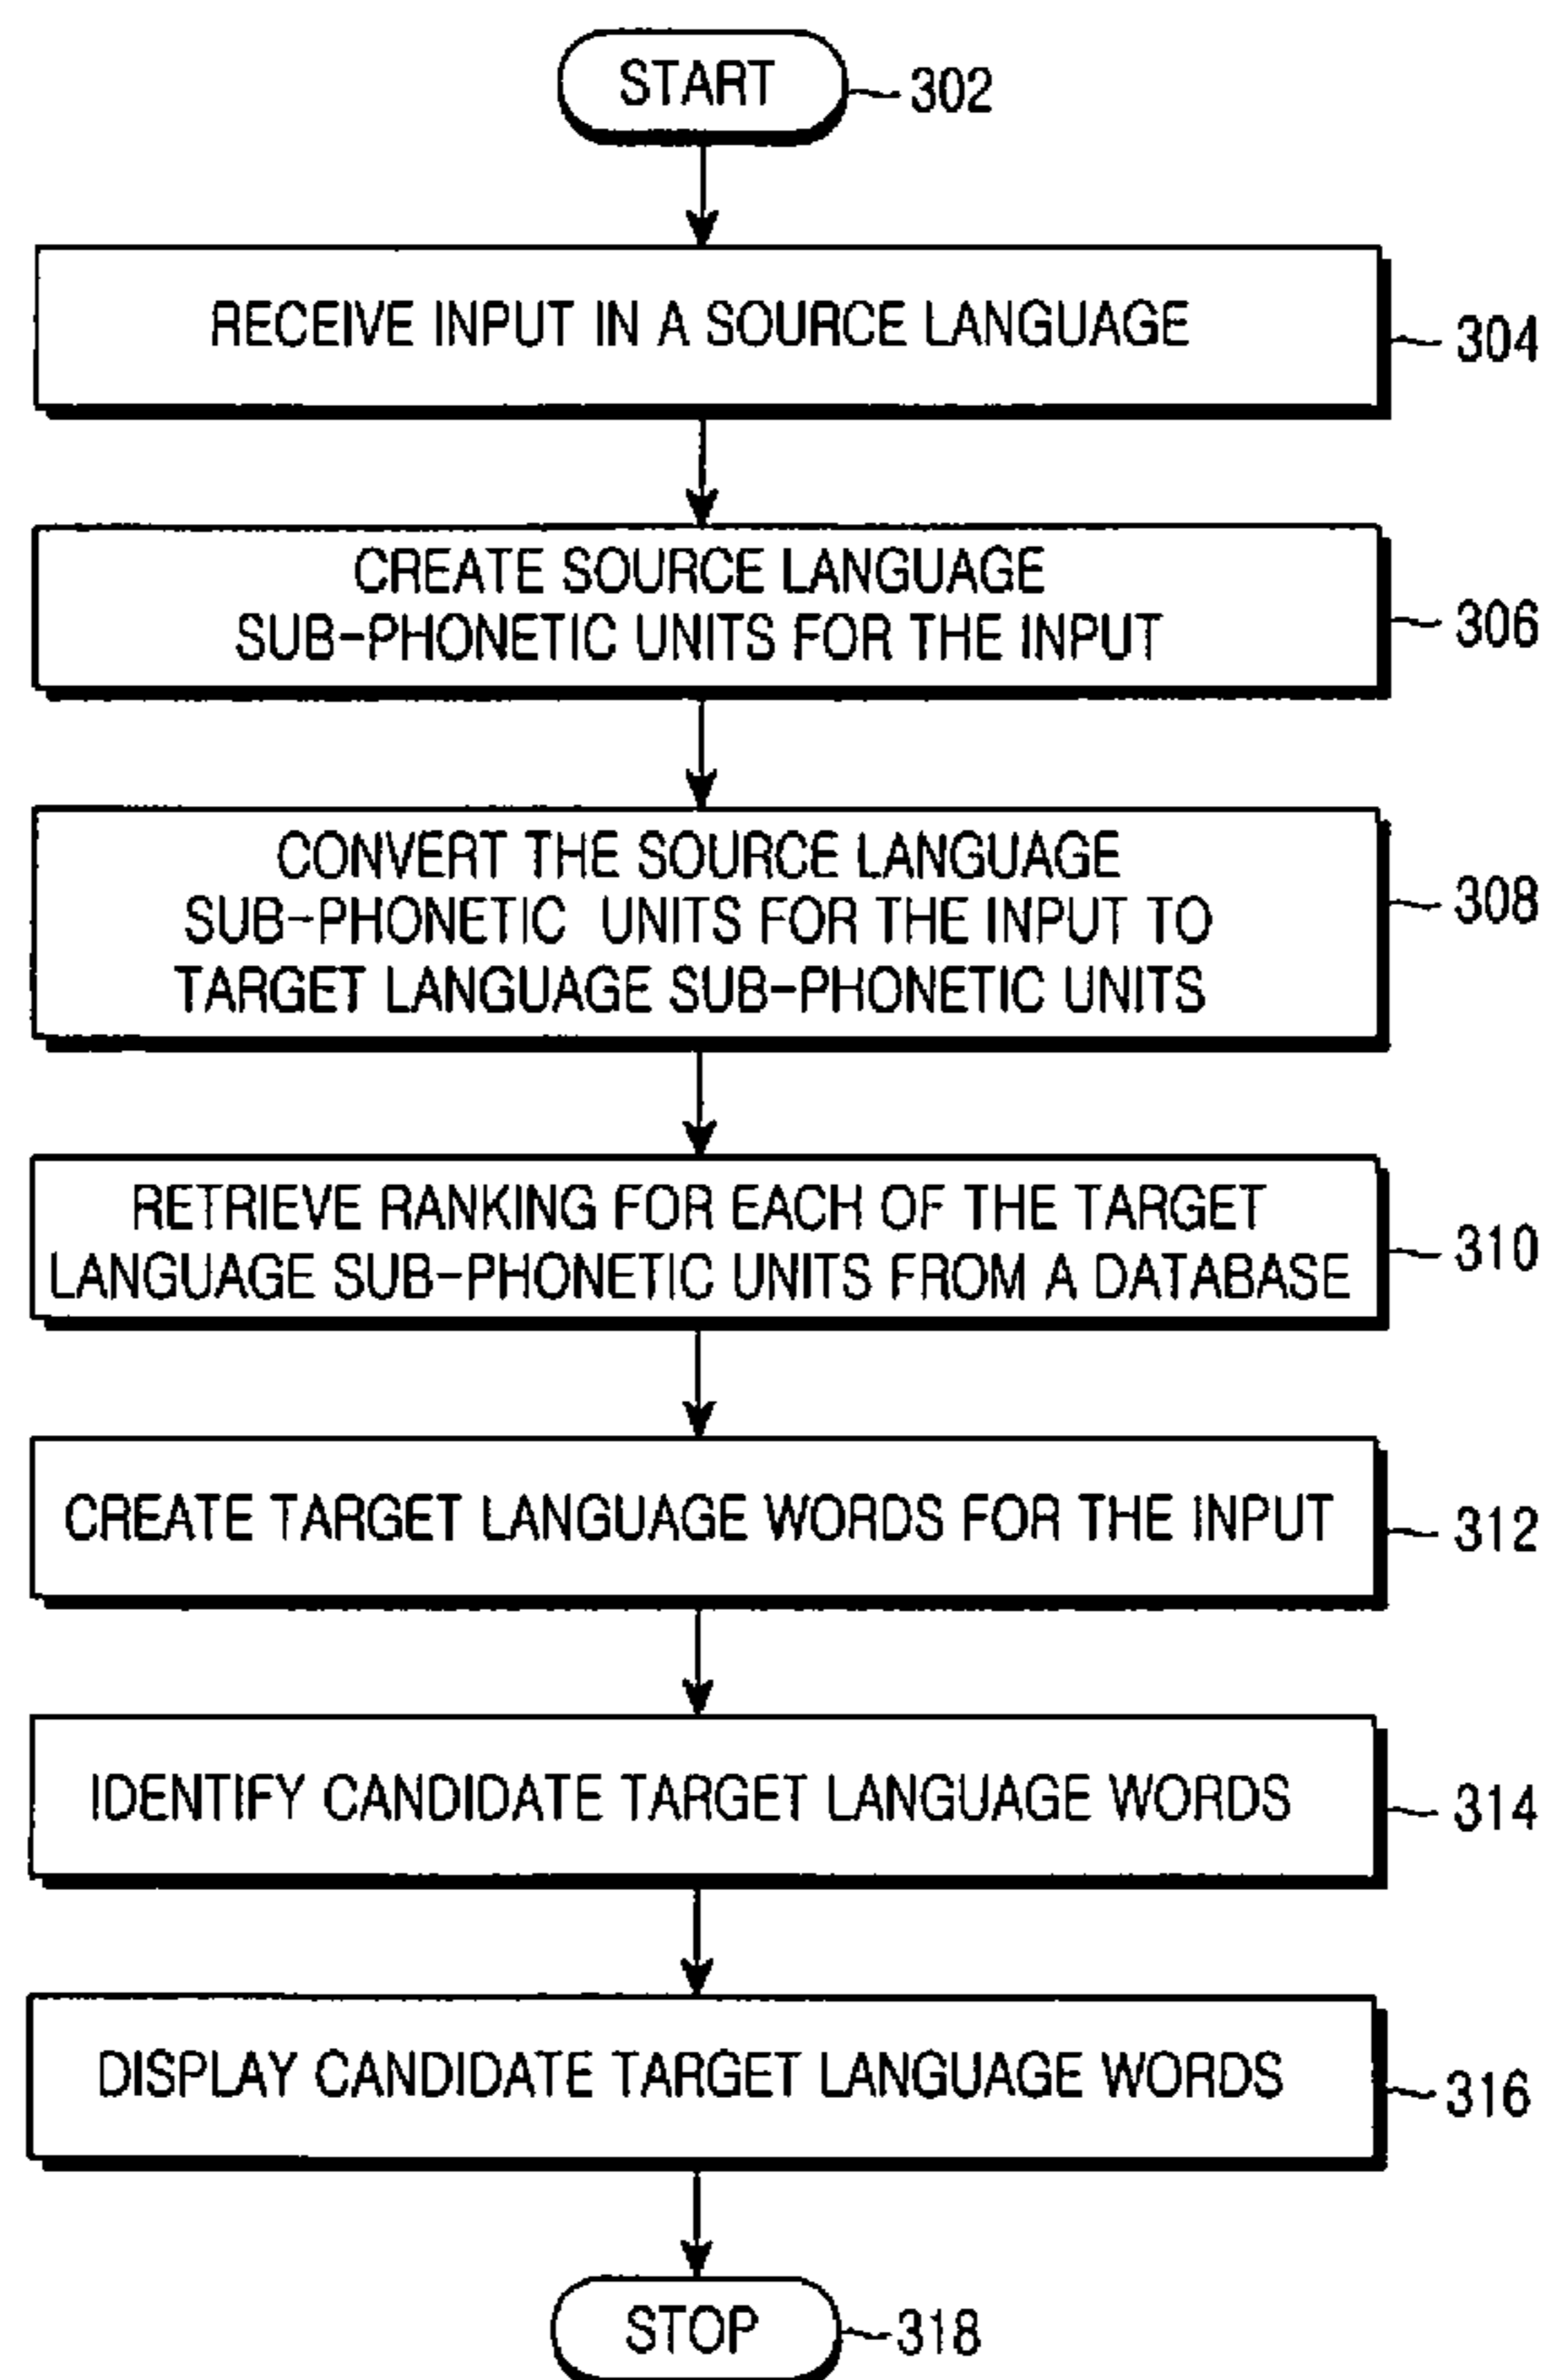 START
302
RECEIVE INPUT IN A SOURCE LANGUAGE
304
CREATE SOURCE LANGUAGE
SUB-PHONETIC UNITS FOR THE INPUT
306
CONVERT THE SOURCE LANGUAGE
SUB-PHONETIC UNITS FOR THE INPUT TO
TARGET LANGUAGE SUB-PHONETIC UNITS
308
RETRIEVE RANKING FOR EACH OF THE TARGET
LANGUAGE SUB-PHONETIC UNITS FROM A DATABASE
310
CREATE TARGET LANGUAGE WORDS FOR THE INPUT
312
IDENTIFY CANDIDATE TARGET LANGUAGE WORDS
314
DISPLAY CANDIDATE TARGET LANGUAGE WORDS
316
STOP
318